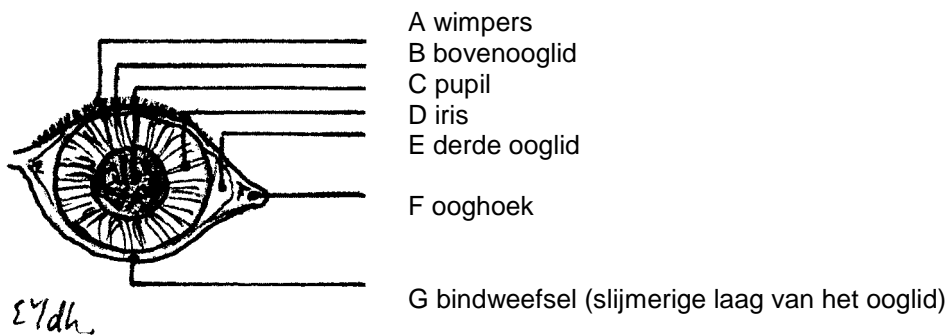 A wimpers
B bovenooglid
C pupil
D iris
E derde ooglid
F ooghoek
G bindweefsel (slijmerige laag van het ooglid)